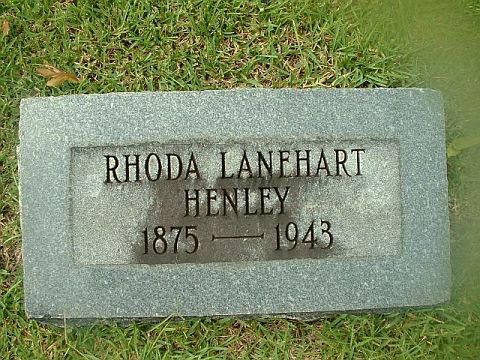 RHODA LANEHART
HENLEY
1875 — 1943